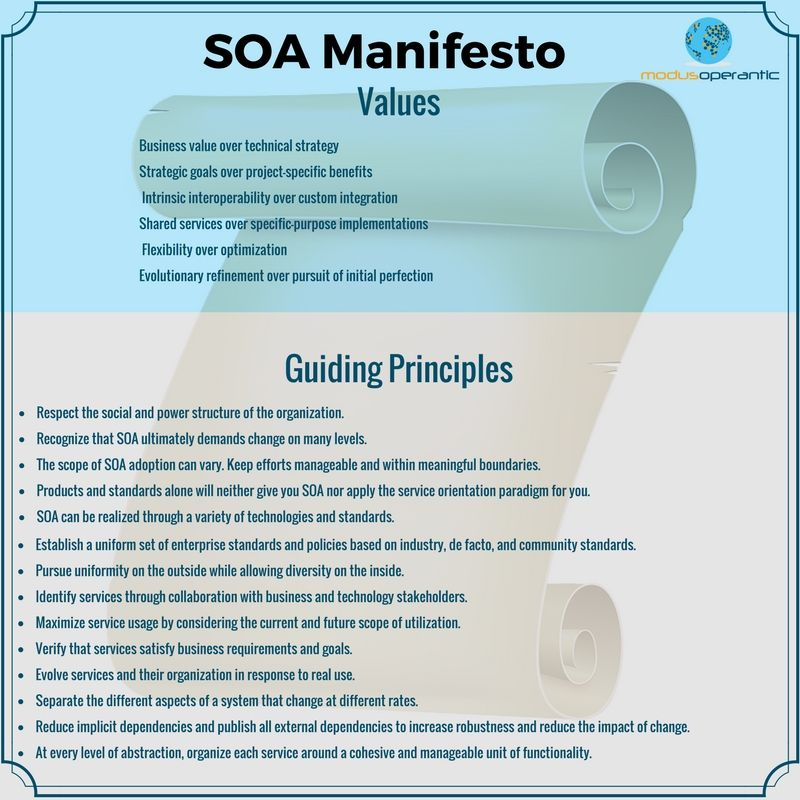 SOA Manifesto
modusoperantic
Values
Business value over technical strategy
Strategic goals over project-specific benefits
Intrinsic interoperability over custom integration
Shared services over specific-purpose implementations
Flexibility over optimization
Evolutionary refinement over pursuit of initial perfection
Guiding Principles
• Respect the social and power structure of the organization.
• Recognize that SOA ultimately demands change on many levels.
• The scope of SOA adoption can vary. Keep efforts manageable and within meaningful boundaries.
• Products and standards alone will neither give you SOA nor apply the service orientation paradigm for you.
• SOA can be realized through a variety of technologies and standards.
• Establish a uniform set of enterprise standards and policies based on industry, de facto, and community standards.
• Pursue uniformity on the outside while allowing diversity on the inside.
• Identify services through collaboration with business and technology stakeholders.
• Maximize service usage by considering the current and future scope of utilization.
• Verify that services satisfy business requirements and goals.
• Evolve services and their organization in response to real use.
• Separate the different aspects of a system that change at different rates.
• Reduce implicit dependencies and publish all external dependencies to increase robustness and reduce the impact of change.
• At every level of abstraction, organize each service around a cohesive and manageable unit of functionality.